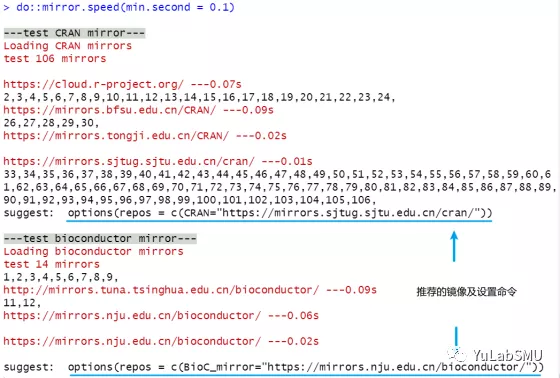 > do::mirror.speed(min.second = 0.1)
---test CRAN mirror---
Loading CRAN mirrors
test 106 mirrors
https://cloud.r-project.org/ ---0.07s
2,3,4,5,6,7,8,9,10,11,12,13,14,15,16,17,18,19,20,21,22,23,24,
https://mirrors.bfsu.edu.cn/CRAN/ ---0.09s
26,27,28,29,30,
https://mirrors.tongji.edu.cn/CRAN/ ---0.02s
https://mirrors.sjtug.sjtu.edu.cn/cran/ ---0.01s
33,34,35,36,37,38,39,40,41,42,43,44,45,46,47,48,49,50,51,52,53,54,55,56,57,58,59,60,6
1,62,63,64,65,66,67,68,69,70,71,72,73,74,75,76,77,78,79,80,81,82,83,84,85,86,87,88,89,
90,91,92,93,94,95,96,97,98,99,100,101,102,103,104,105,106,
suggest:  options(repos = c(CRAN="https://mirrors.sjtug.sjtu.edu.cn/cran/"))
---test bioconductor mirror---
Loading bioconductor mirrors
test 14 mirrors
1,2,3,4,5,6,7,8,9,
http://mirrors.tuna.tsinghua.edu.cn/bioconductor/ ---0.09s
11,12,
https://mirrors.nju.edu.cn/bioconductor/ ---0.06s
https://mirrors.nju.edu.cn/bioconductor/ ---0.02s
推荐的镜像及设置命令
suggest:  options(repos = c(BioC_mirror="https://mirrors.nju.edu.cn/bioconductor/"))
YuLabSMU